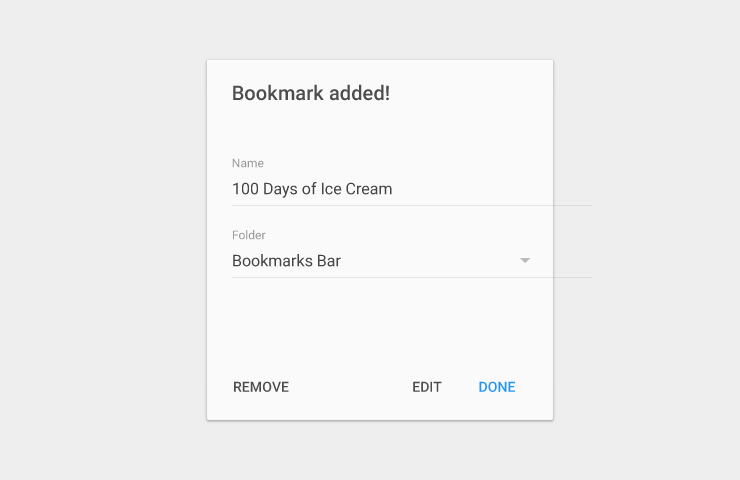 Bookmark added!
Name
100 Days of Ice Cream
Folder
Bookmarks Bar
REMOVE EDIT DONE